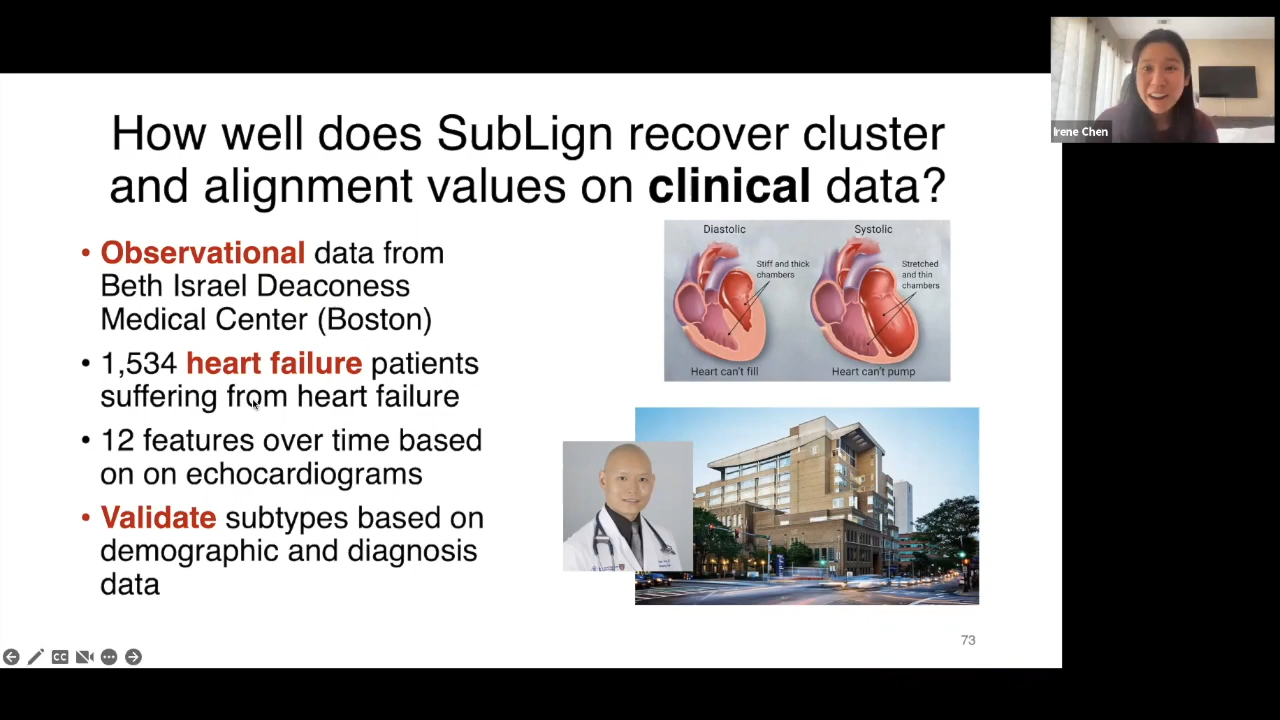 Irene Chen
How well does SubLign recover cluster
and alignment values on clinical data?
• Observational data from
Beth Israel Deaconess
Medical Center (Boston)
• 1,534 heart failure patients
suffering from heart failure
• 12 features over time based
on on echocardiograms
• Validate subtypes based on
demographic and diagnosis
data
Diastolic
Systolic
Stiff and thick
chambers
Stretched
and thin
chambers
Heart can't fill
Heart can't pump
73
CC